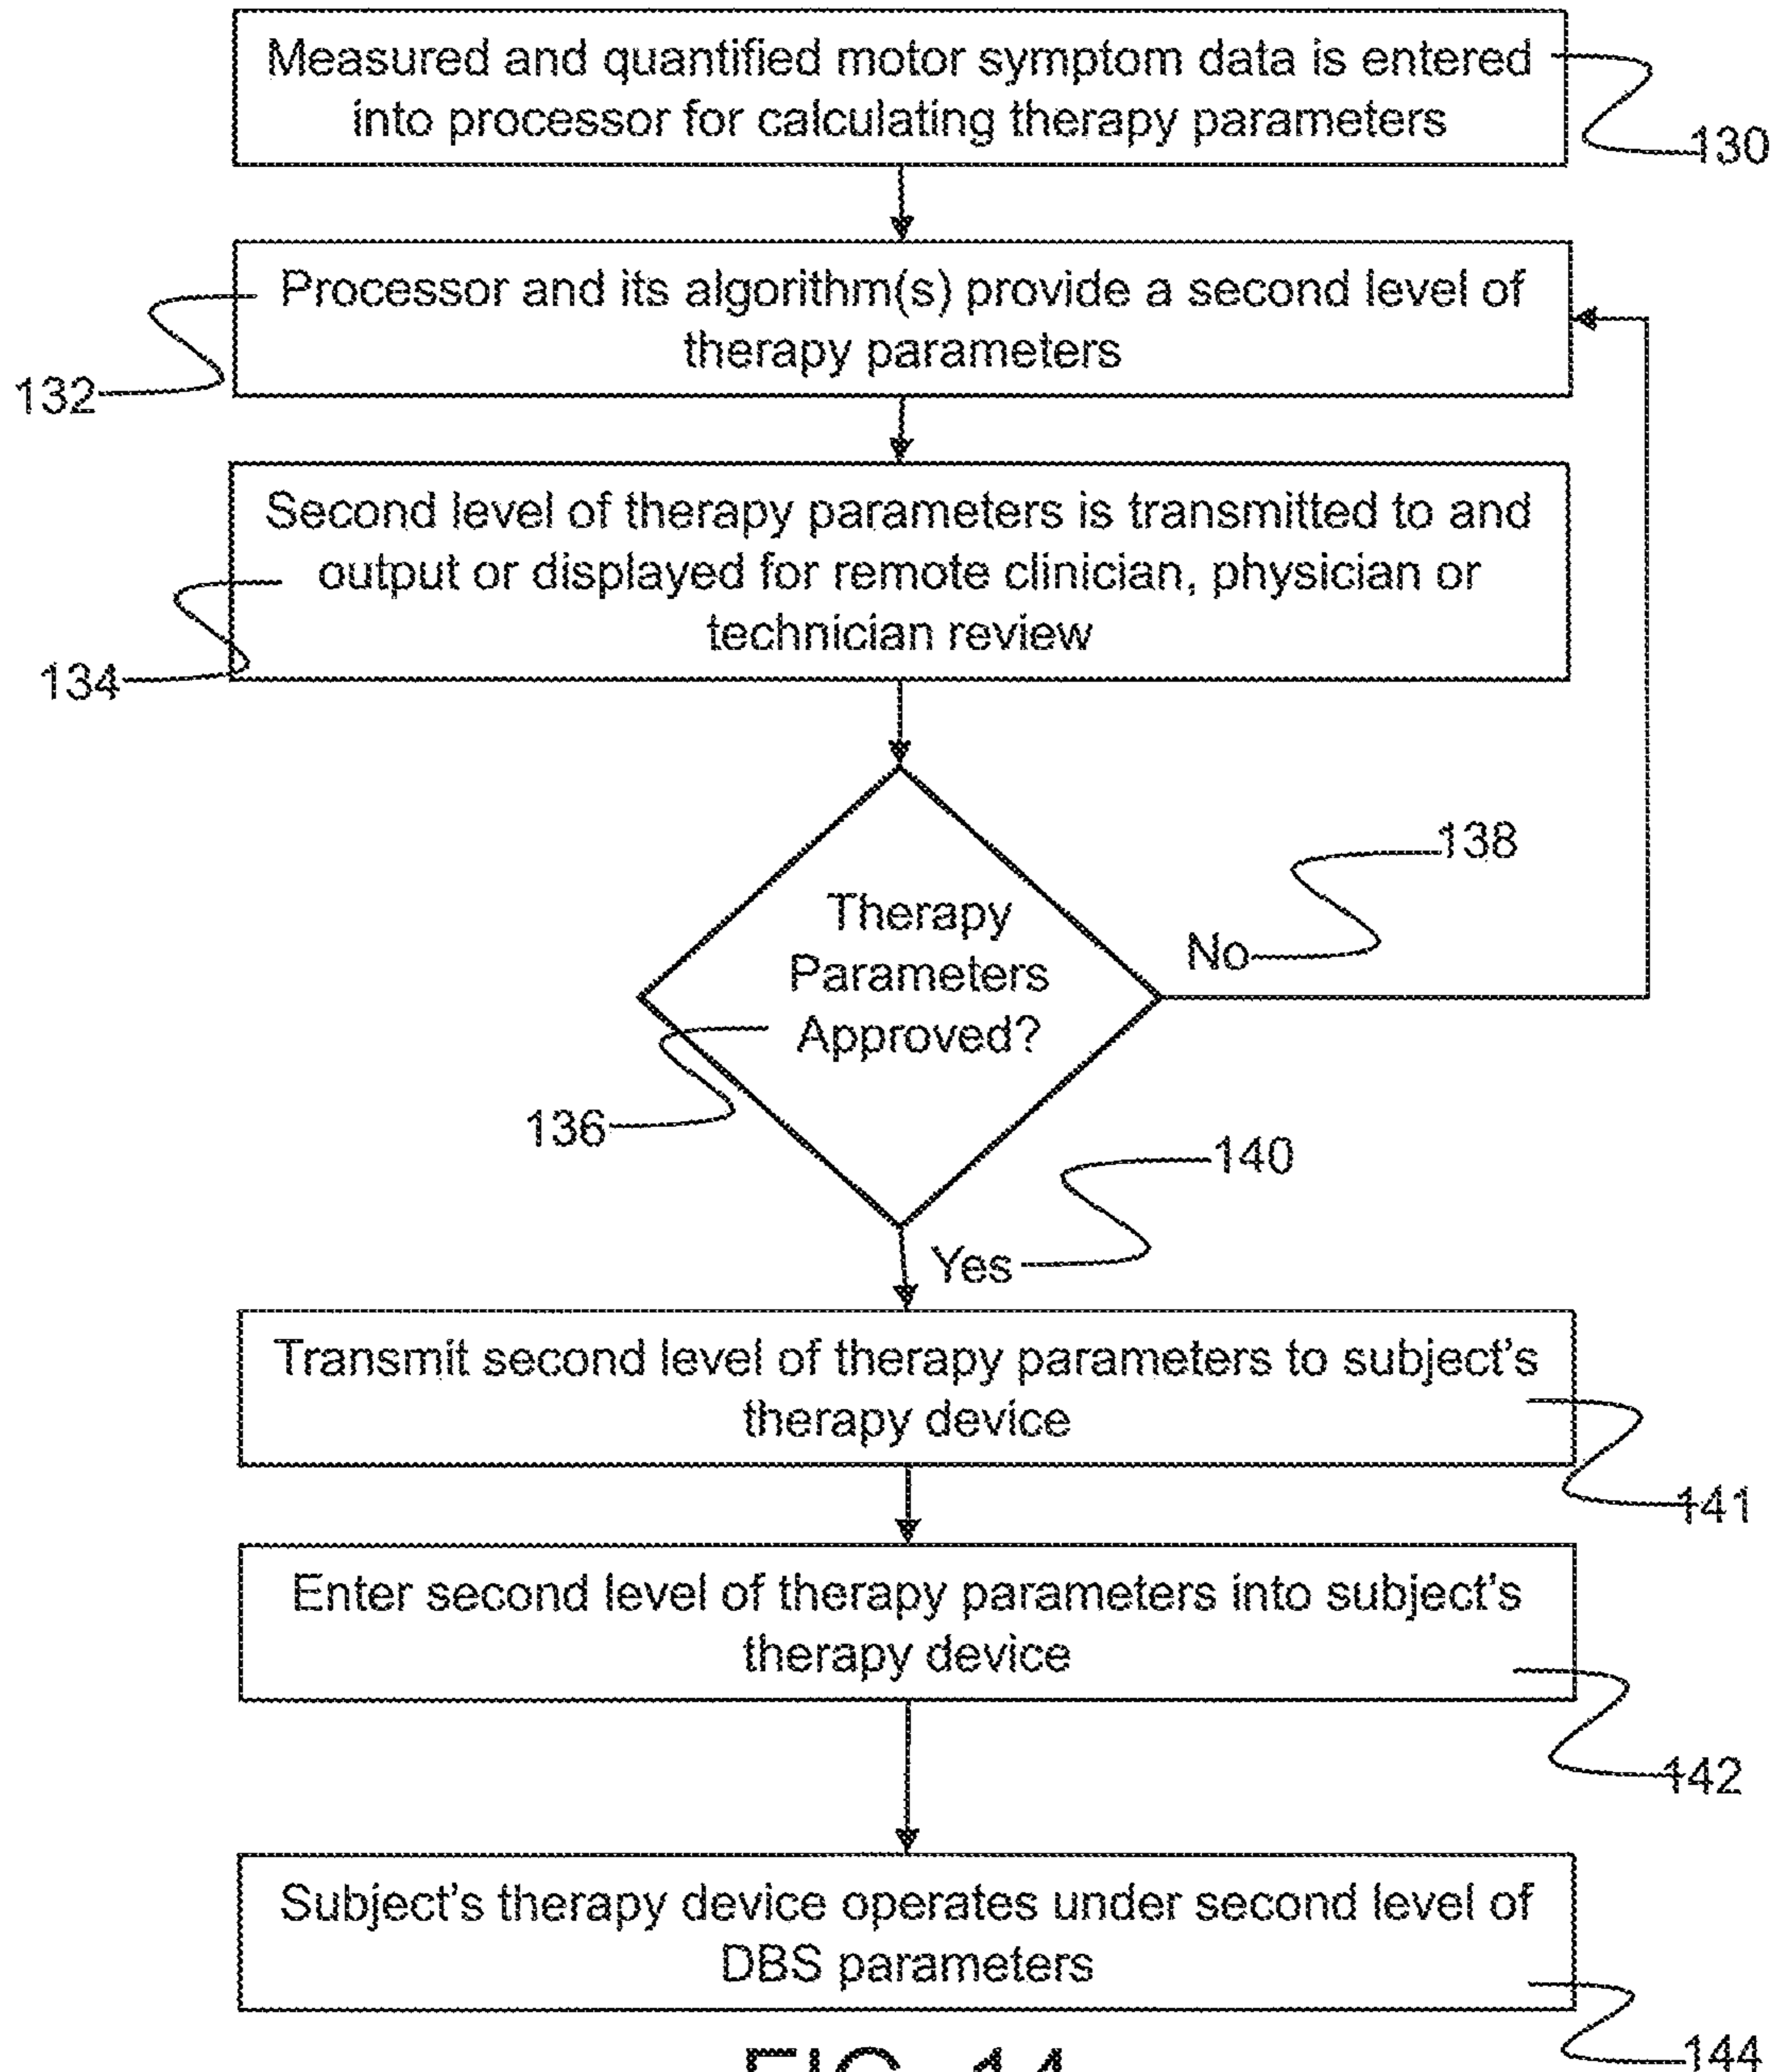 Measured and quantified motor symptom data is entered
into processor for calculating therapy parameters
130
Processor and its algorithm(s) provide a second level of
therapy parameters
132
Second level of therapy parameters is transmitted to and
output or displayed for remote clinician, physician or
technician review
134
138
No
Therapy
Parameters
Approved?
136
140
Yes
Transmit second level of therapy parameters to subject's
therapy device
141
Enter second level of therapy parameters into subject's
therapy device
142
Subject's therapy device operates under second level of
DBS parameters
144
FIG. 14